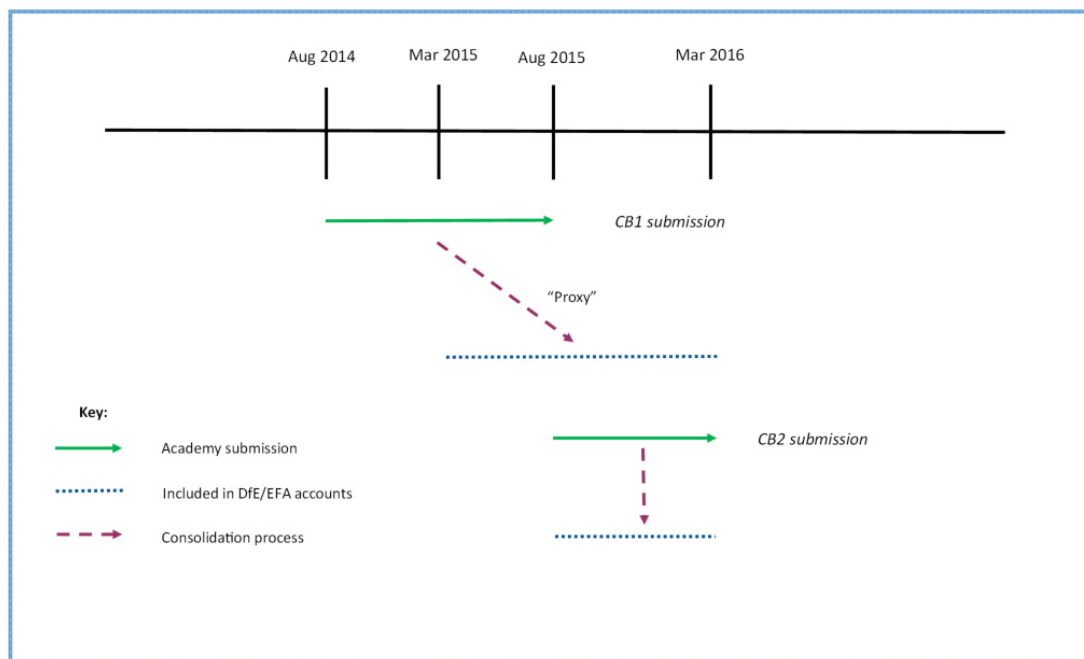 Aug 2014
Mar 2015
Aug 2015
Mar 2016
CB1 submission
“Proxy”
Key:
Academy submission
CB2 submission
Included in DfE/EFA accounts
Consolidation process